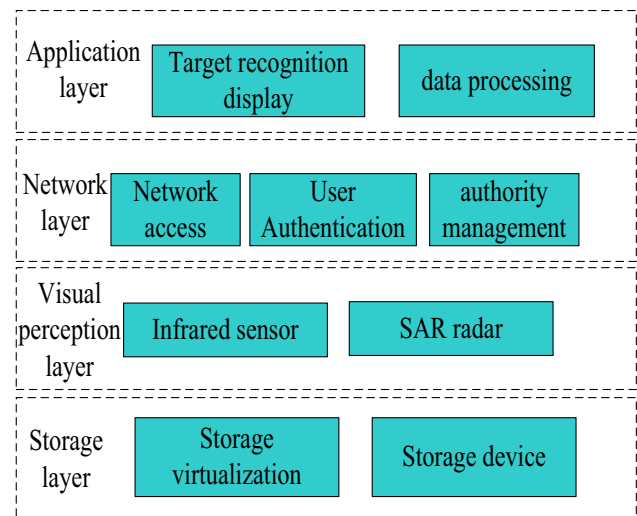 Application
layer
Target recognition
display
data processing
Network
layer
Network
access
User
Authentication
authority
management
Visual
perception
layer
Infrared sensor
SAR radar
Storage
layer
Storage
virtualization
Storage device